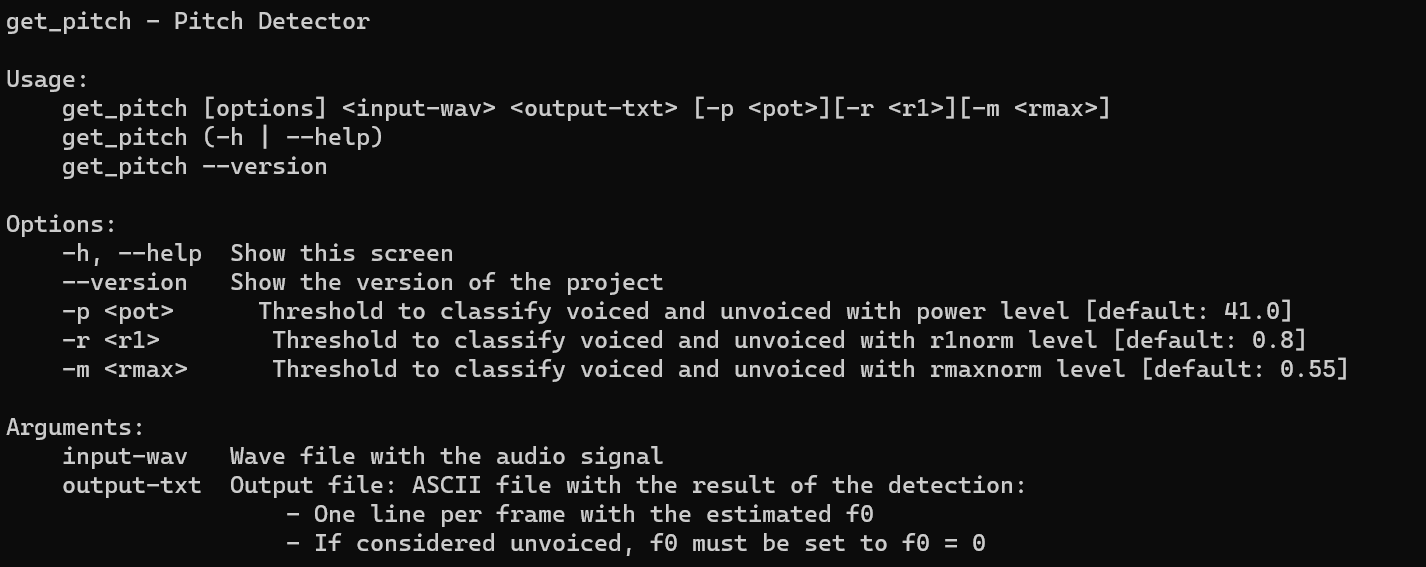 get_pitch - Pitch Detector

Usage:
    get_pitch [options] <input-wav> <output-txt> [-p <pot>][-r <r1>][-m <rmax>]
    get_pitch (-h | --help)
    get_pitch --version

Options:
    -h, --help  Show this screen
    --version   Show the version of the project
    -p <pot>      Threshold to classify voiced and unvoiced with power level [default: 41.0]
    -r <r1>        Threshold to classify voiced and unvoiced with r1norm level [default: 0.8]
    -m <rmax>      Threshold to classify voiced and unvoiced with rmaxnorm level [default: 0.55]

Arguments:
    input-wav   Wave file with the audio signal
    output-txt  Output file: ASCII file with the result of the detection:
                    - One line per frame with the estimated f0
                    - If considered unvoiced, f0 must be set to f0 = 0